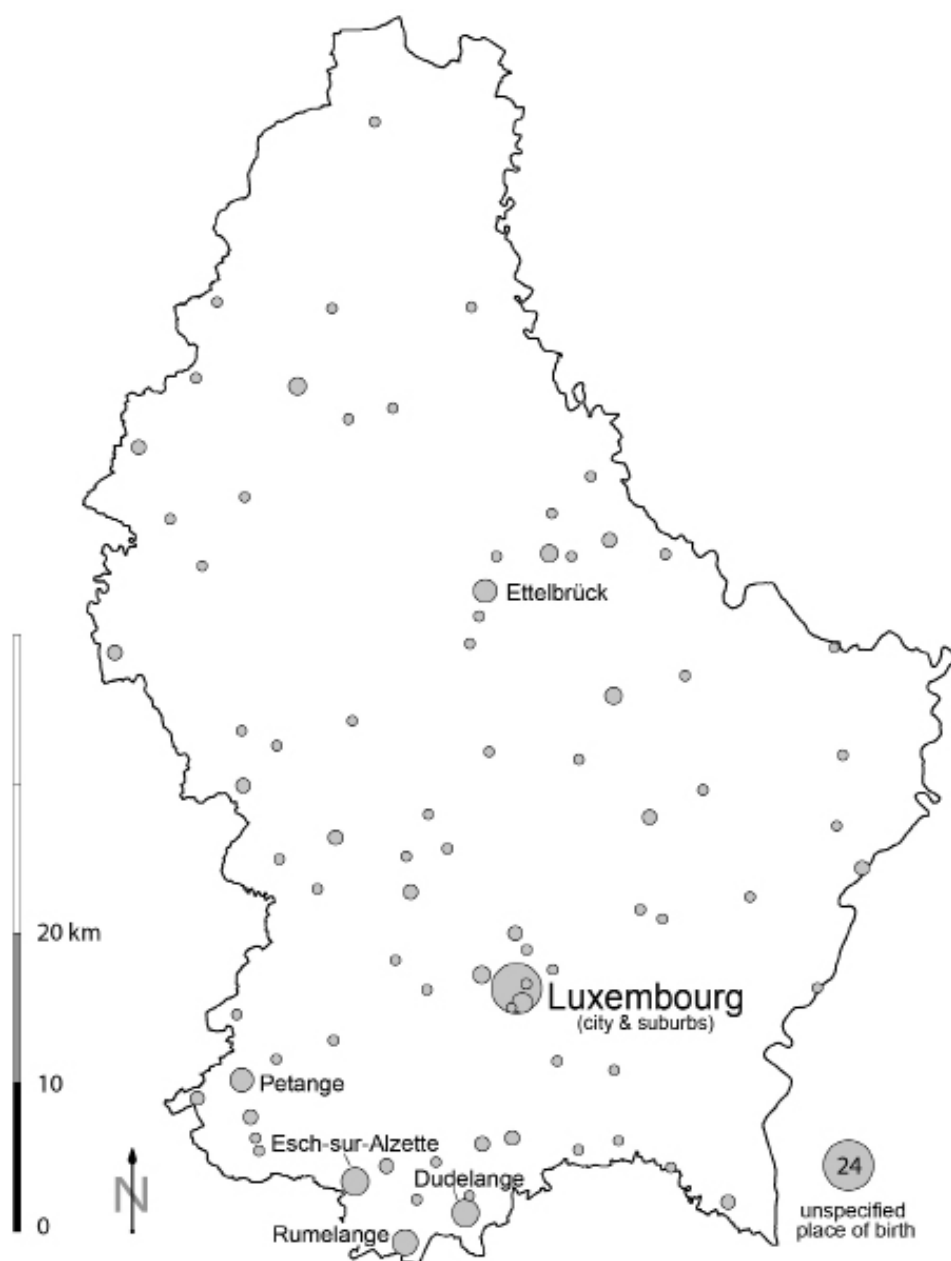 Ettelbrück
20 km
Luxembourg
(city & suburbs)
10
Petange
Esch-sur-Alzette
24
Dudelange
N
unspecified
place of birth
0
Rumelange